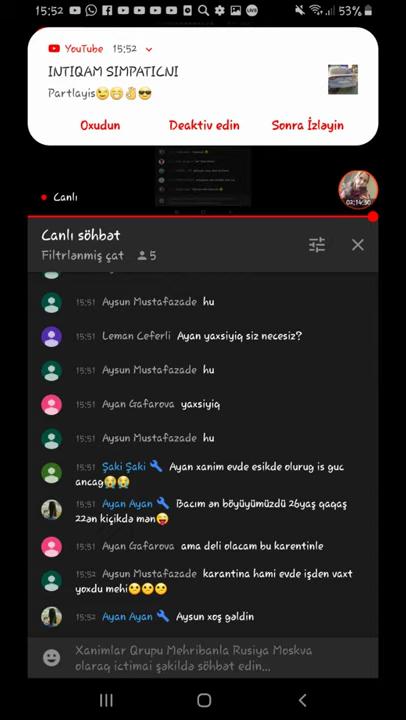 15:52
53%
YouTube 15:52
INTIQAM SIMPATICNI
Partlayis😉😁👌😎
Oxudun Deaktiv edin Sonra İzləyin
Canlı
02:14:30
Canlı söhbət
Filtrlənmiş çat 5
15:51 Aysun Mustafazade hu
15:51 Leman Ceferli Ayan yaxsiyiq siz necesiz?
15:51 Aysun Mustafazade hu
15:51 Ayan Gafarova yaxsiyiq
15:51 Aysun Mustafazade hu
15:51 Şaki Şaki 🔧 Ayan xanim evde esikde olurug is guc
ancag😭😭
15:51 Ayan Ayan 🔧 Bacım ən böyüyümüzdü 26yaş qaqaş
22ən kiçikdə mən😜
15:51 Ayan Gafarova ama deli olacam bu karentinle
15:52 Aysun Mustafazade karantina hami evde işden vaxt
yoxdu mehi😕😕😕
15:52 Ayan Ayan 🔧 Aysun xoş gəldin
Xanimlar Qrupu Mehribanla Rusiya Moskva
olaraq ictimai şəkildə söhbət edin...